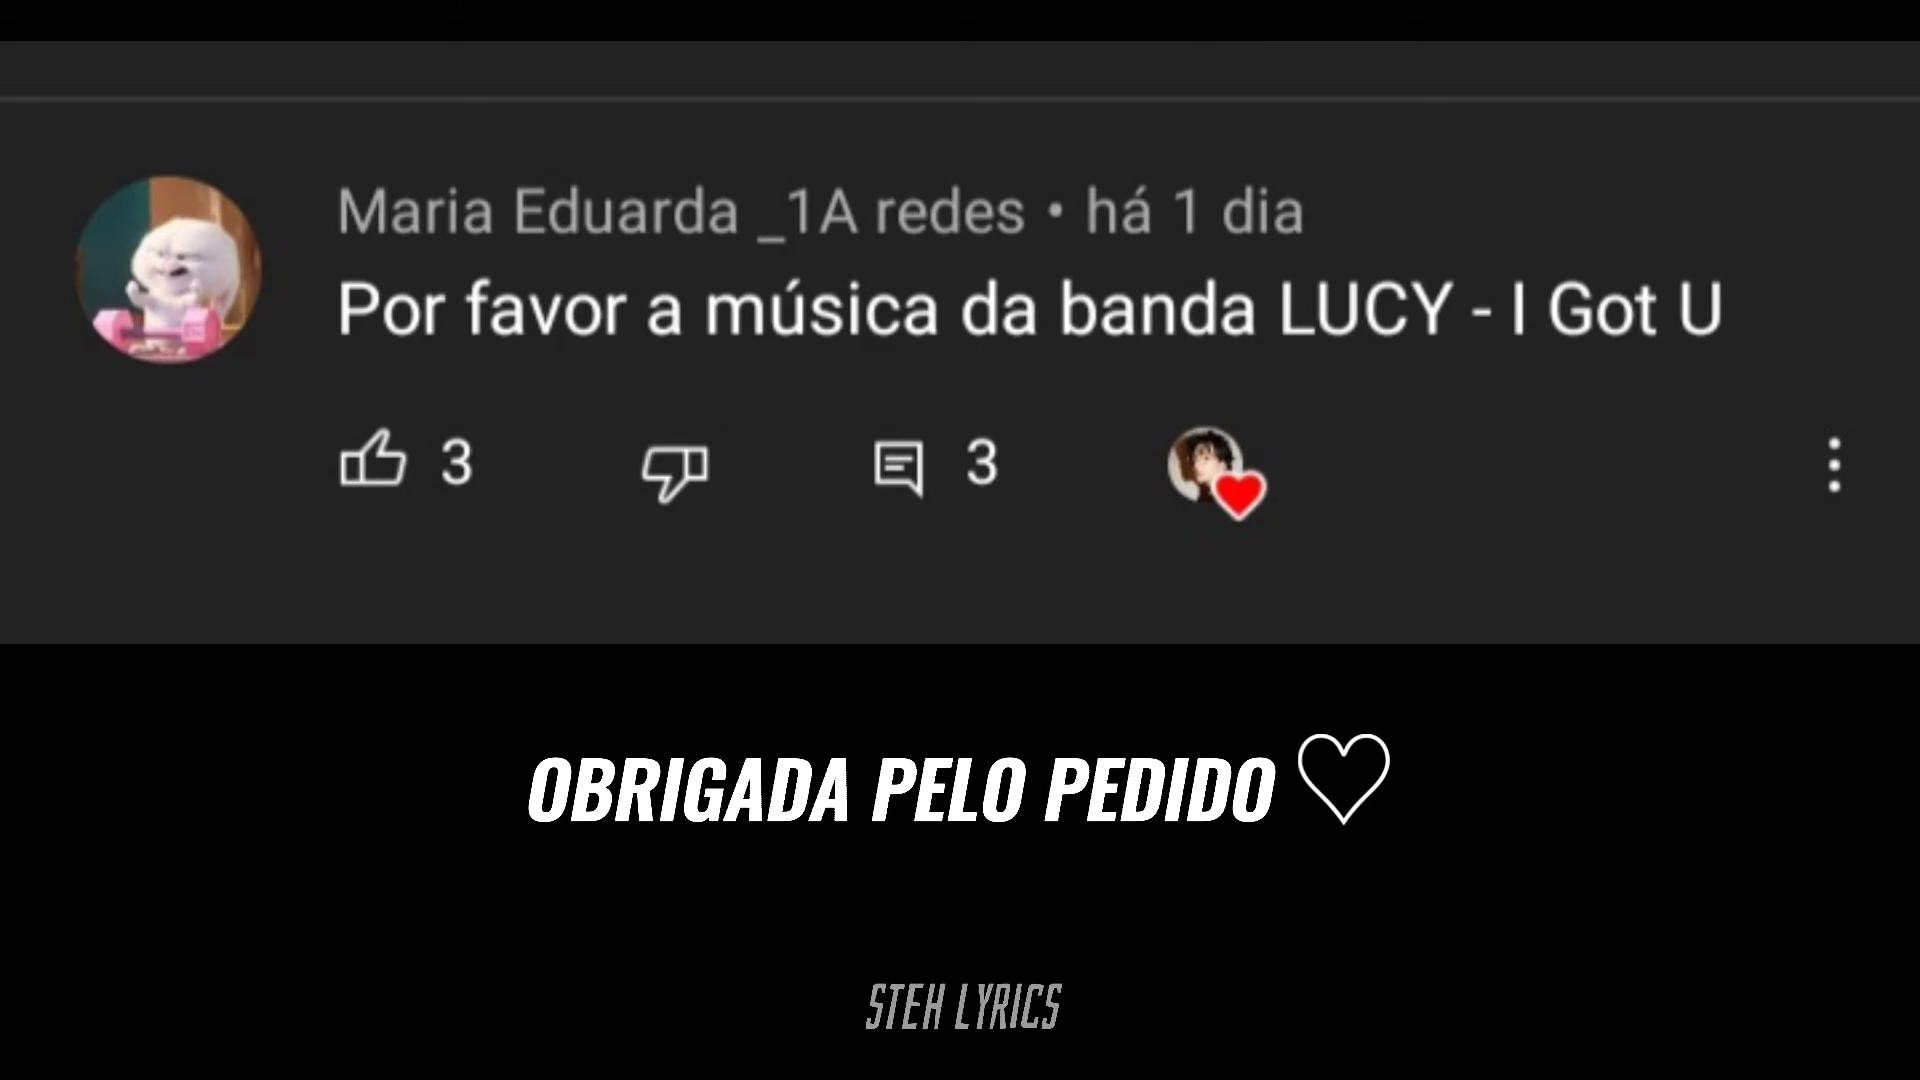 Maria Eduarda _1A redes • há 1 dia
Por favor a música da banda LUCY - I Got U
3 3
OBRIGADA PELO PEDIDO ♡
STEH LYRICS